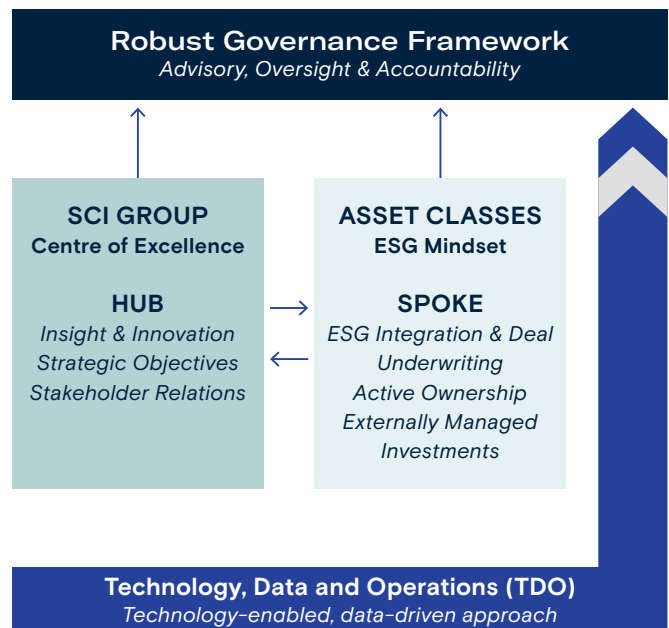 Robust Governance Framework
Advisory, Oversight & Accountability
SCI GROUP
Centre of Excellence
HUB
Insight & Innovation
Strategic Objectives
Stakeholder Relations
ASSET CLASSES
ESG Mindset
SPOKE
ESG Integration & Deal
Underwriting
Active Ownership
Externally Managed
Investments
Technology, Data and Operations (TDO)
Technology-enabled, data-driven approach